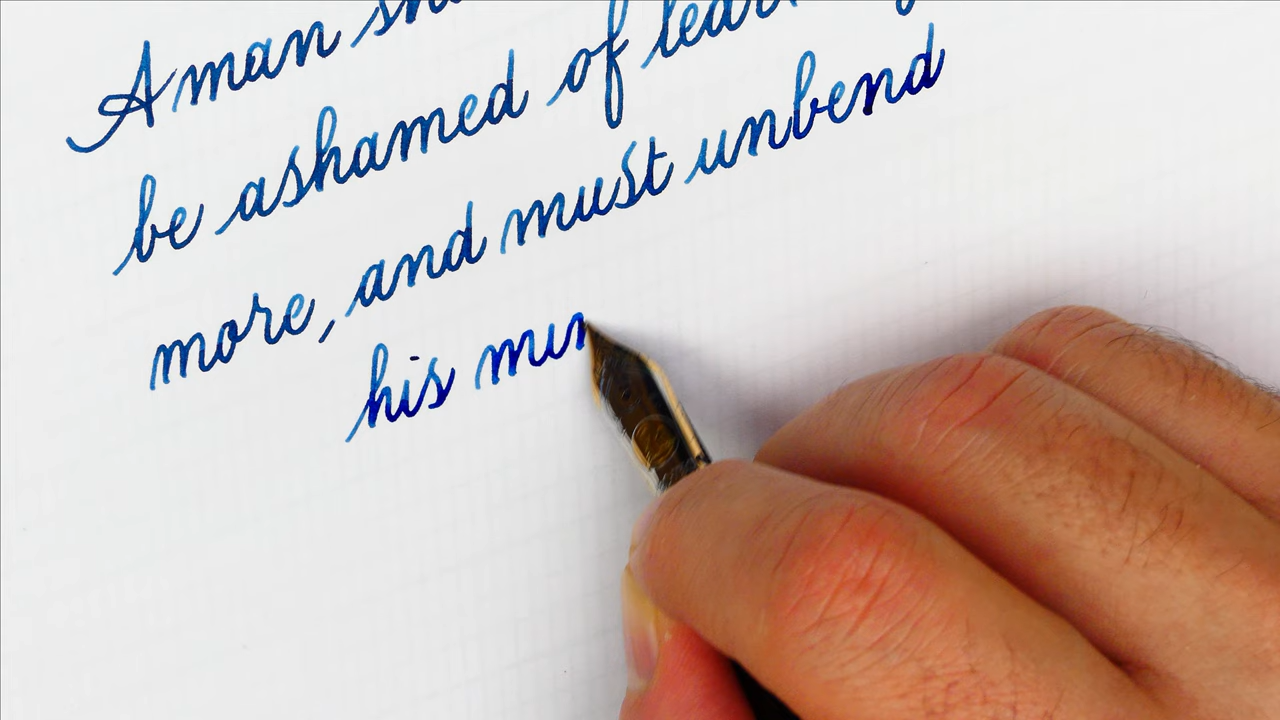 A man
be ashamed of
more, and must unbend
his